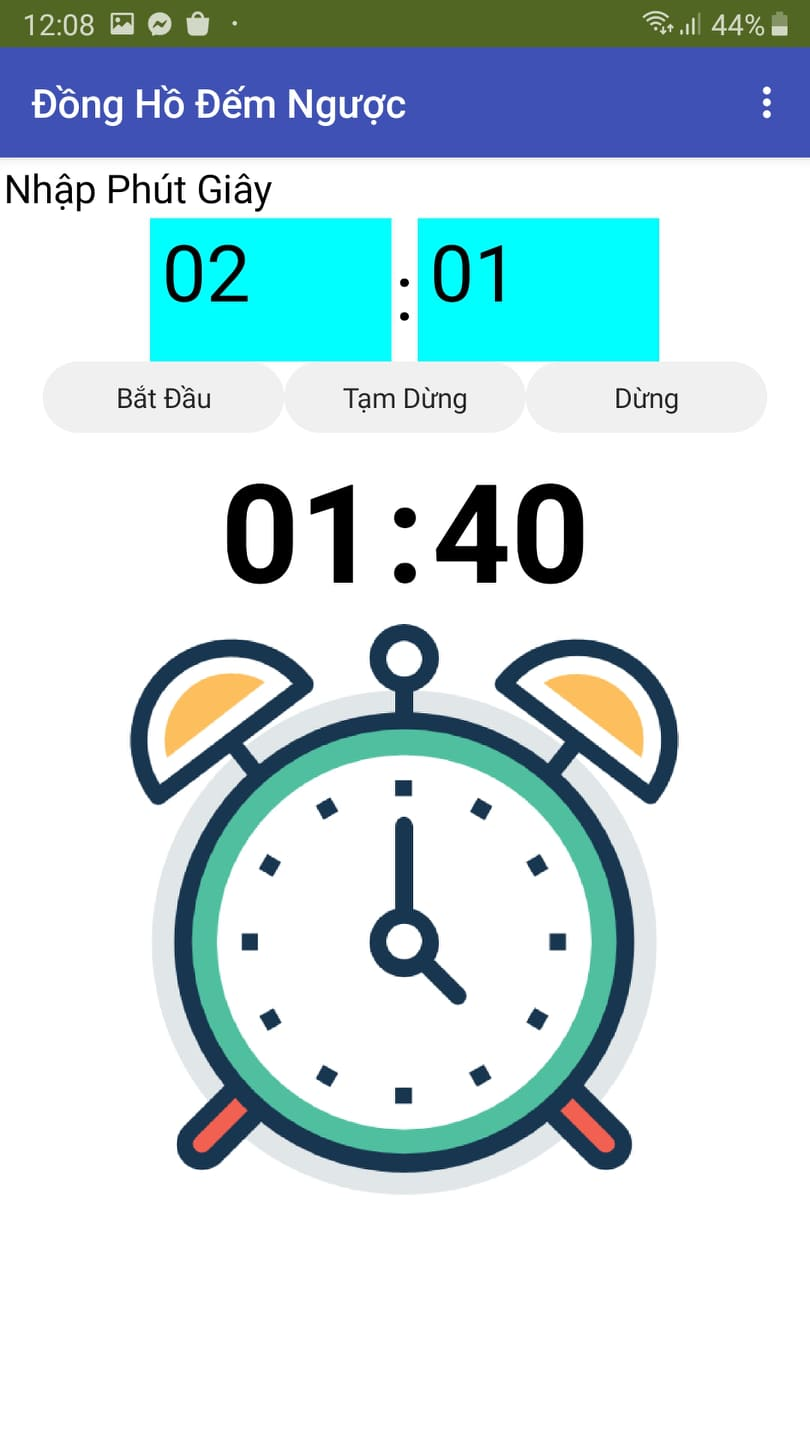 12:08 44%
Đồng Hồ Đếm Ngược
Nhập Phút Giây
02 : 01
Bắt Đầu Tạm Dừng Dừng
01:40